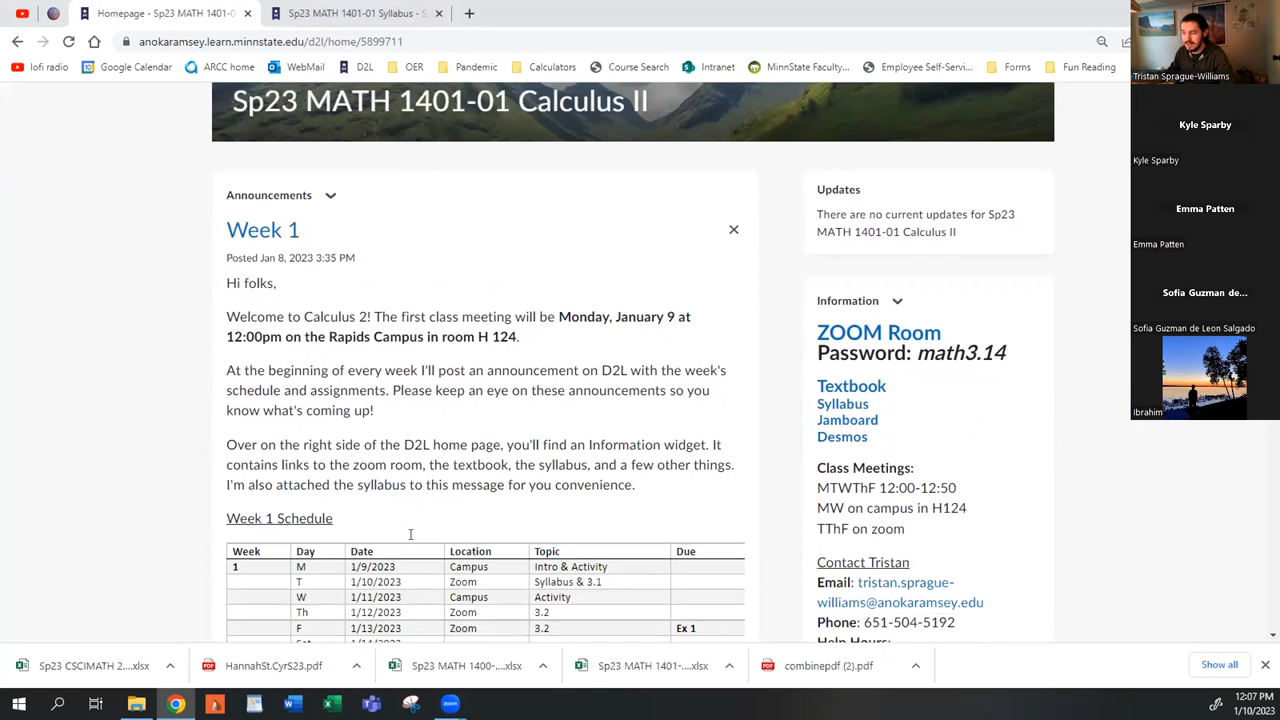 Homepage - Sp23 MATH 1401-0
Sp23 MATH 1401-01 Syllabus - S
anokaramsey.learn.minnstate.edu/d2l/home/5899711
lofi radio
Google Calendar
ARCC home
WebMail
D2L
OER
Pandemic
Calculators
Course Search
Intranet
MinnState Faculty...
Employee Self-Servi...
Forms
Fun Reading
Sp23 MATH 1401-01 Calculus II
Announcements
Week 1
Posted Jan 8, 2023 3:35 PM
Hi folks,
Welcome to Calculus 2! The first class meeting will be Monday, January 9 at
12:00pm on the Rapids Campus in room H 124.
At the beginning of every week I'll post an announcement on D2L with the week's
schedule and assignments. Please keep an eye on these announcements so you
know what's coming up!
Over on the right side of the D2L home page, you'll find an Information widget. It
contains links to the zoom room, the textbook, the syllabus, and a few other things.
I'm also attached the syllabus to this message for you convenience.
Week 1 Schedule
Week Day Date Location Topic Due
1 M 1/9/2023 Campus Intro & Activity
T 1/10/2023 Zoom Syllabus & 3.1
W 1/11/2023 Campus Activity
Th 1/12/2023 Zoom 3.2
F 1/13/2023 Zoom 3.2 Ex 1
Updates
There are no current updates for Sp23
MATH 1401-01 Calculus II
Information
ZOOM Room
Password: math3.14
Textbook
Syllabus
Jamboard
Desmos
Class Meetings:
MTWThF 12:00-12:50
MW on campus in H124
TThF on zoom
Contact Tristan
Email: tristan.sprague-
williams@anokaramsey.edu
Phone: 651-504-5192
Help Hours:
Tristan Sprague-Williams
Kyle Sparby
Kyle Sparby
Emma Patten
Emma Patten
Sofia Guzman de...
Sofia Guzman de Leon Salgado
Ibrahim
Sp23 CSCIMATH 2....xlsx
HannahSt.CyrS23.pdf
Sp23 MATH 1400-....xlsx
Sp23 MATH 1401-....xlsx
combinepdf (2).pdf
Show all
12:07 PM
1/10/2023